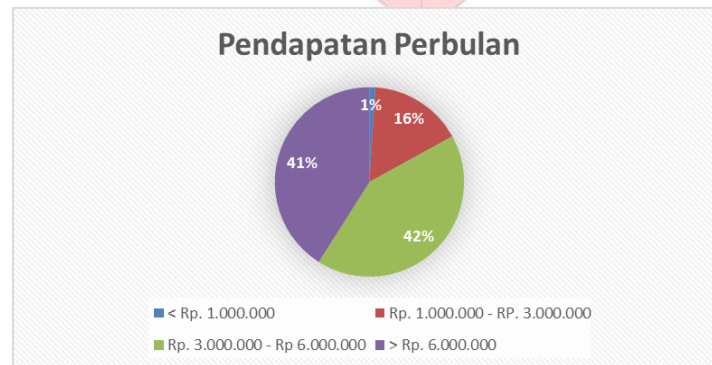 Pendapatan Perbulan
1%
16%
41%
42%
< Rp. 1.000.000
Rp. 1.000.000 - RP. 3.000.000
Rp. 3.000.000 - Rp 6.000.000
> Rp. 6.000.000